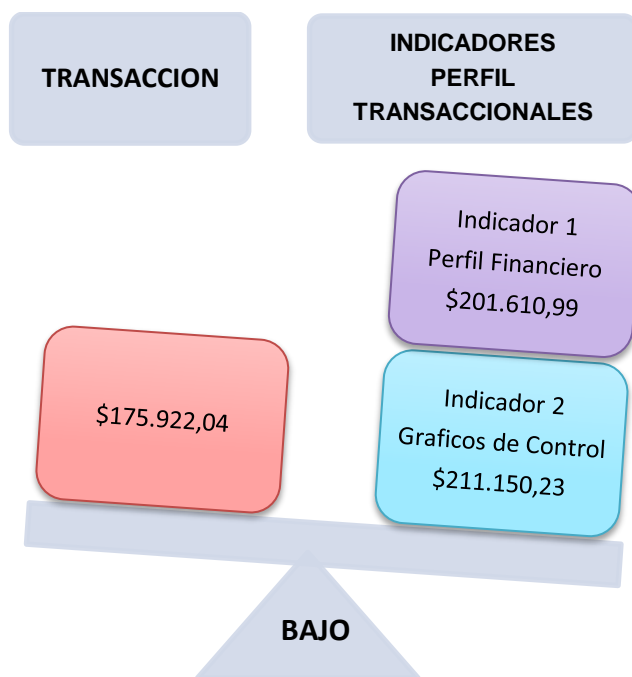 TRANSACCION
INDICADORES
PERFIL
TRANSACCIONALES
Indicador 1
Perfil Financiero
$201.610,99
$175.922,04
Indicador 2
Graficos de Control
$211.150,23
BAJO